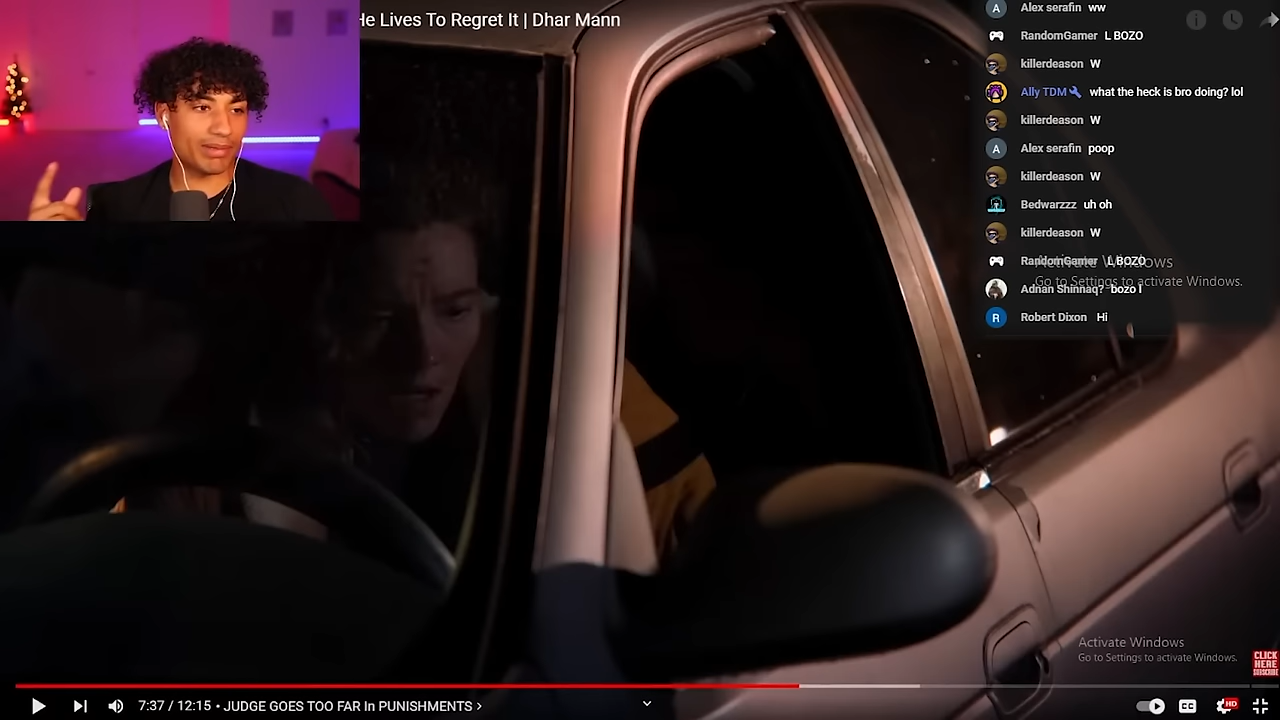 He Lives To Regret It | Dhar Mann
Alex serafin ww
RandomGamer L BOZO
killerdeason W
Ally TDM what the heck is bro doing? lol
killerdeason W
A Alex serafin poop
killerdeason W
Bedwarzzz uh oh
killerdeason W
RandomGamer L BOZO
Activate Windows
Go to Settings to activate Windows.
Adnan Shinnaq? bozo l
R Robert Dixon Hi
Activate Windows
Go to Settings to activate Windows.
CLICK
HERE
SUBSCRIBE
7:37 / 12:15 • JUDGE GOES TOO FAR In PUNISHMENTS ›
CC
HD